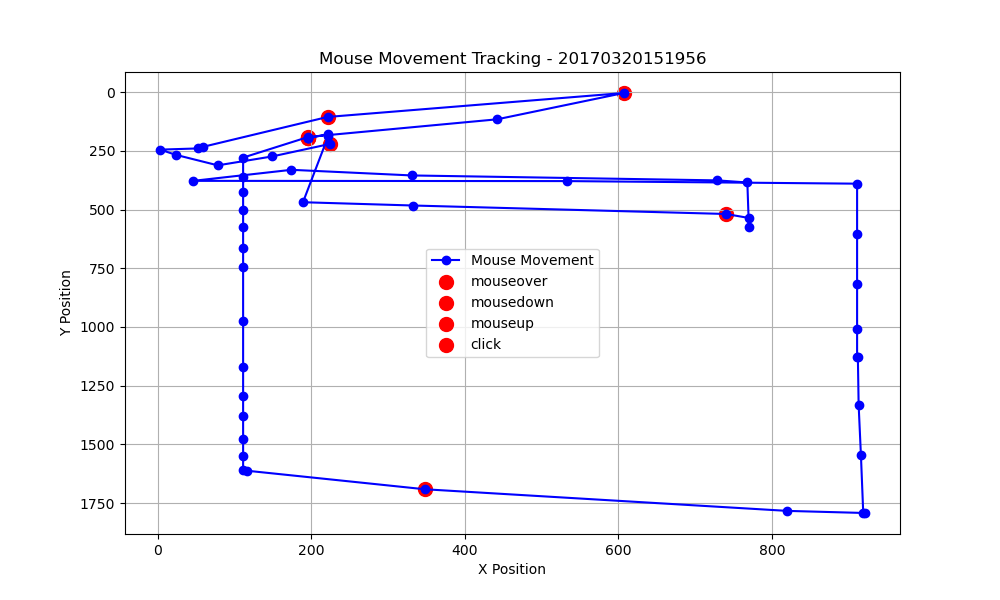 Mouse Movement Tracking - 20170320151956
0
250
500
750
1000
1250
1500
1750
Y Position
Mouse Movement
mouseover
mousedown
mouseup
click
0 200 400 600 800
X Position